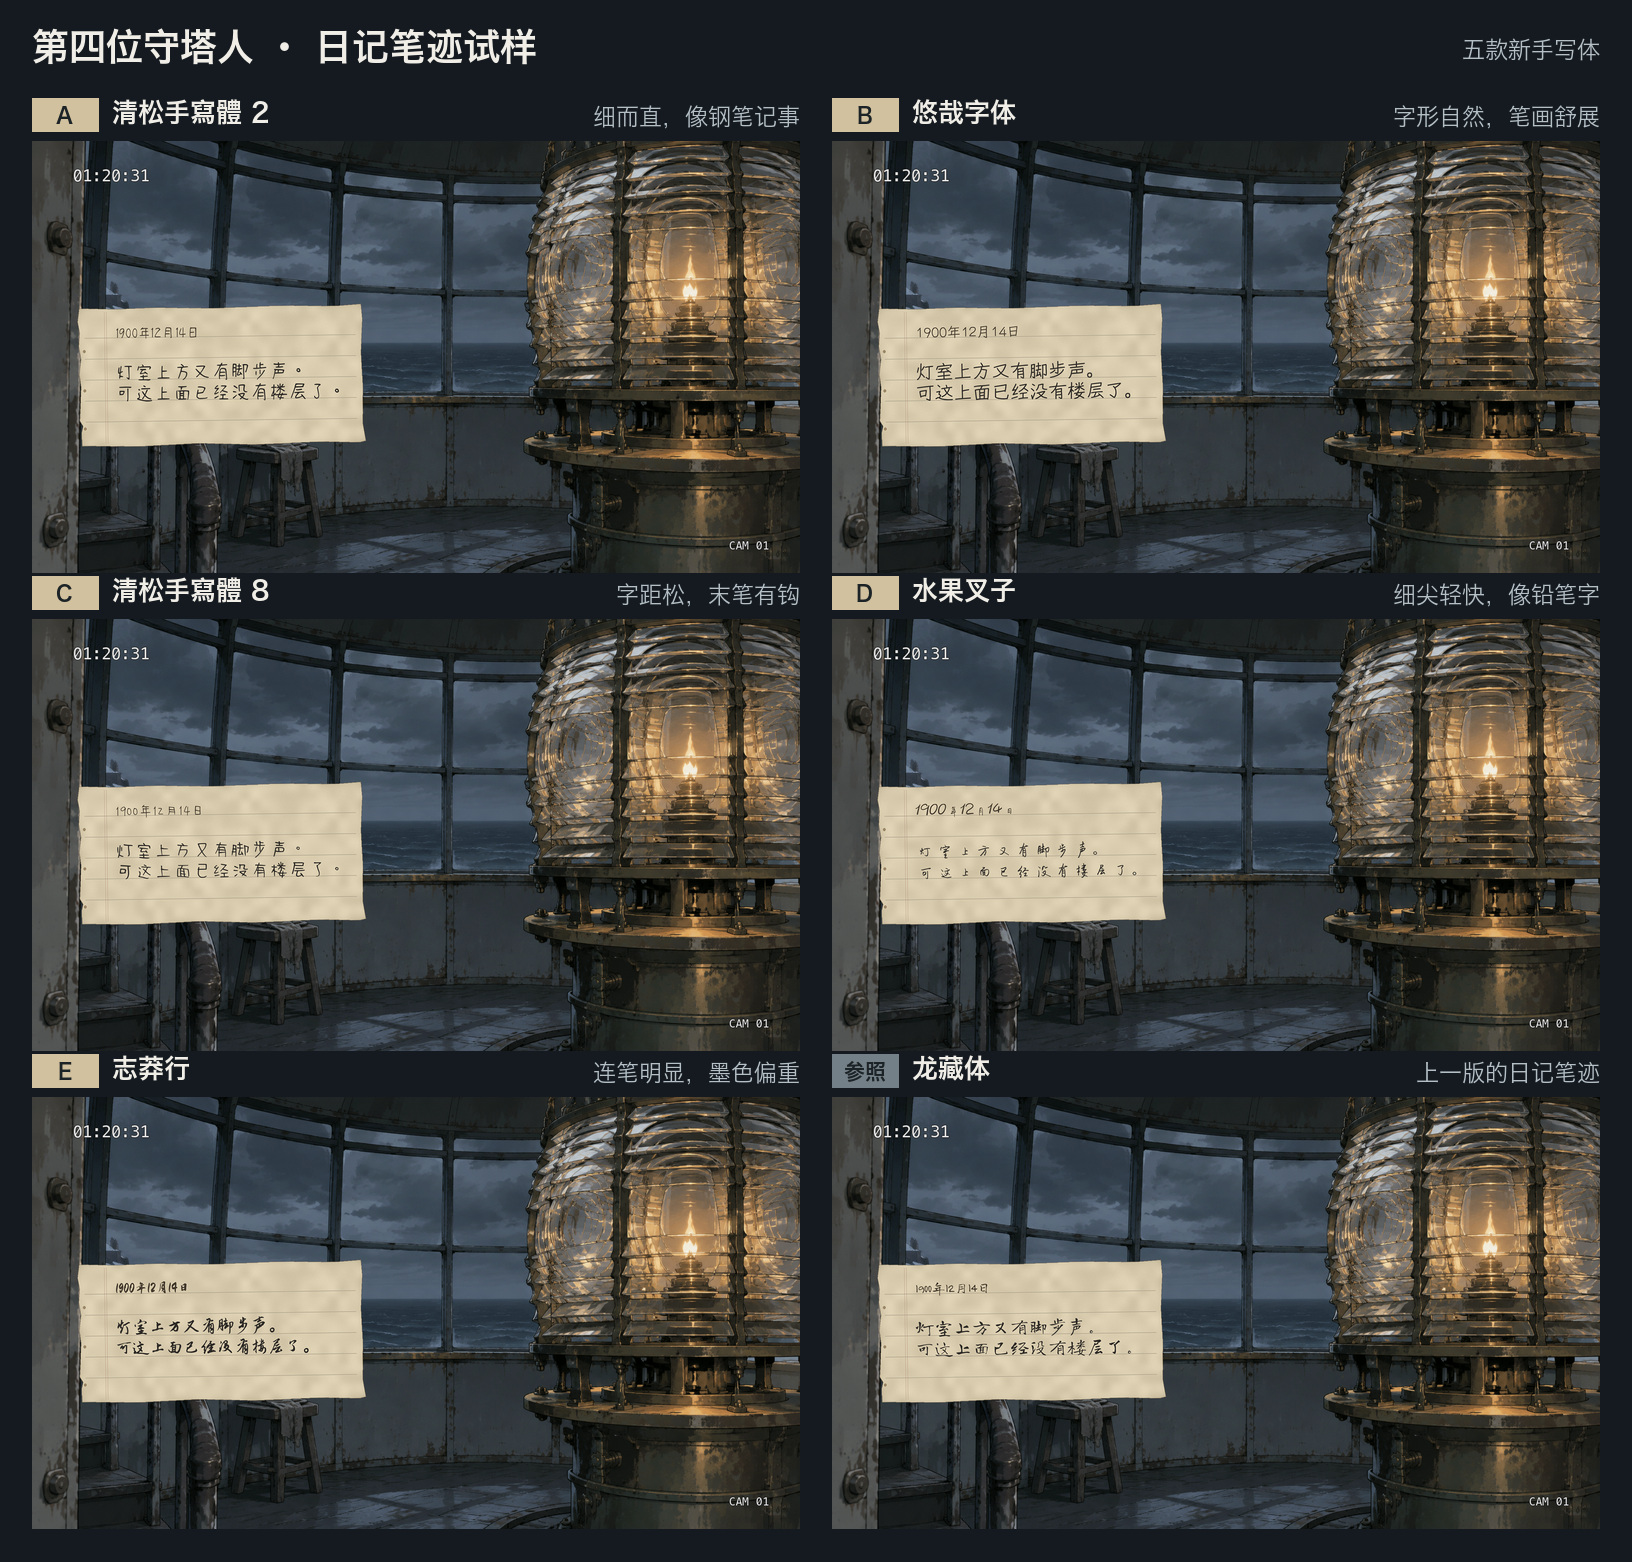 第四位守塔人 · 日记笔迹试样
五款新手写体
A 清松手寫體 2 细而直，像钢笔记事
01:20:31
1900年12月14日
灯室上方又有脚步声。
可这上面已经没有楼层了。
CAM 01
B 悠哉字体 字形自然，笔画舒展
01:20:31
1900年12月14日
灯室上方又有脚步声。
可这上面已经没有楼层了。
CAM 01
C 清松手寫體 8 字距松，末笔有钩
01:20:31
1900年12月14日
灯室上方又有脚步声。
可这上面已经没有楼层了。
CAM 01
D 水果叉子 细尖轻快，像铅笔字
01:20:31
1900年12月14日
灯室上方又有脚步声。
可这上面已经没有楼层了。
CAM 01
E 志莽行 连笔明显，墨色偏重
01:20:31
1900年12月14日
灯室上方又有脚步声。
可这上面已经没有楼层了。
CAM 01
参照 龙藏体 上一版的日记笔迹
01:20:31
1900年12月14日
灯室上方又有脚步声。
可这上面已经没有楼层了。
CAM 01